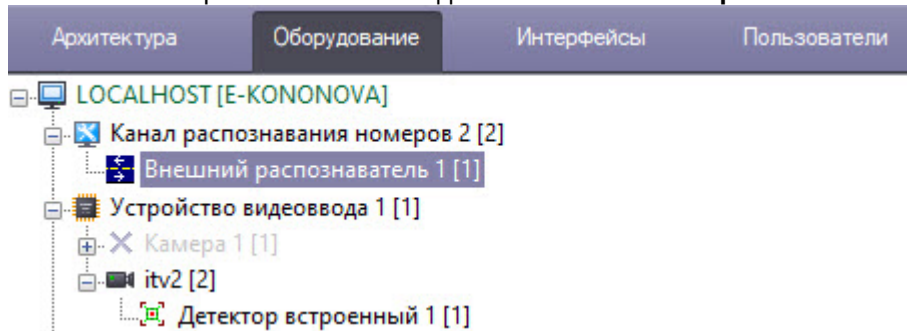 Архитектура Оборудование Интерфейсы Пользователи
LOCALHOST [E-KONONOVA]
Канал распознавания номеров 2 [2]
Внешний распознаватель 1 [1]
Устройство видеоввода 1 [1]
Камера 1 [1]
itv2 [2]
Детектор встроенный 1 [1]